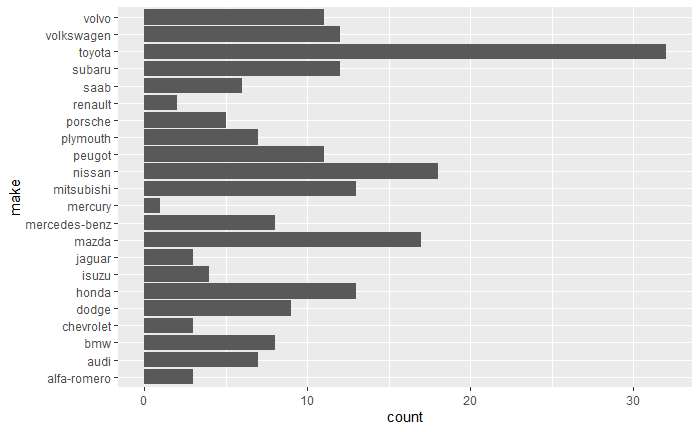 volvo
volkswagen
toyota
subaru
saab
renault
porsche
plymouth
peugot
nissan
mitsubishi
mercury
mercedes-benz
mazda
jaguar
isuzu
honda
dodge
chevrolet
bmw
audi
alfa-romero
make
0 10 20 30
count